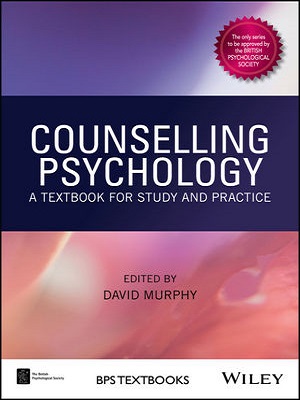 The only series
to be approved by the
BRITISH
PSYCHOLOGICAL
SOCIETY
COUNSELLING
PSYCHOLOGY
A TEXTBOOK FOR STUDY AND PRACTICE
EDITED BY
DAVID MURPHY
The British
Psychological Society
BPS TEXTBOOKS
WILEY